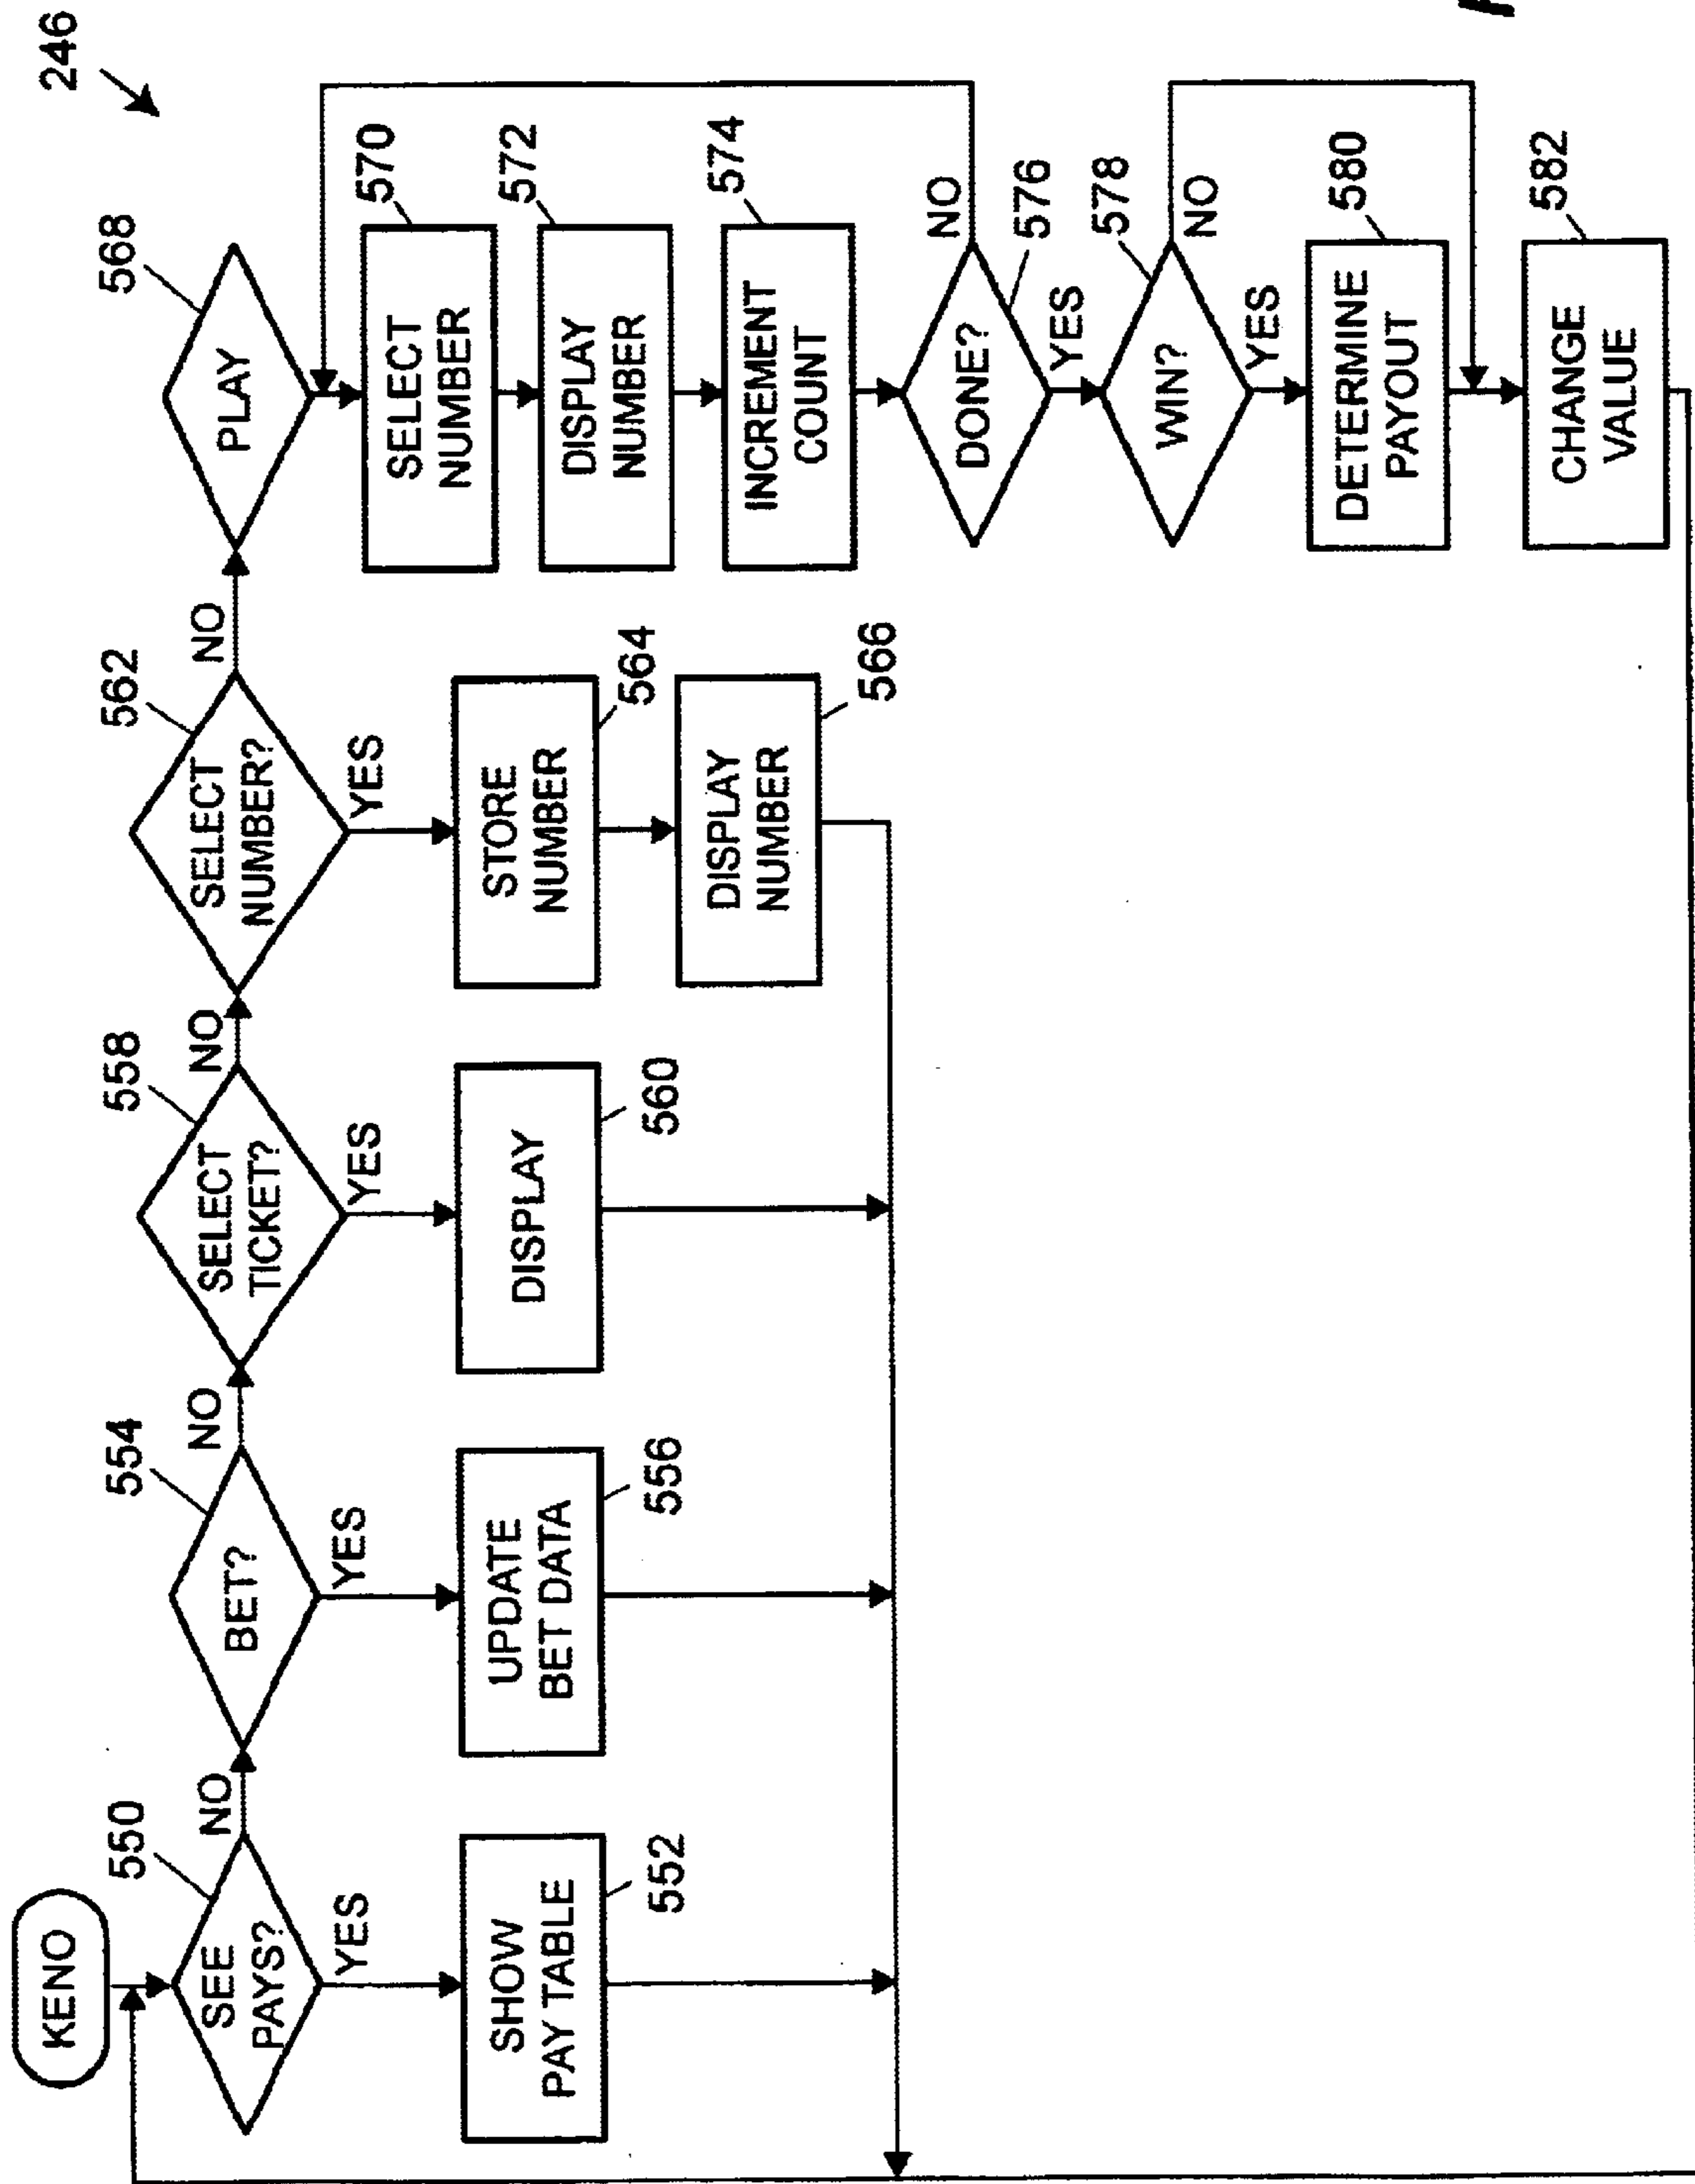 246
KENO
550
SEE
PAYS?
NO
YES
SHOW
PAY TABLE
552
554
BET?
NO
YES
UPDATE
BET DATA
556
558
SELECT
TICKET?
NO
YES
DISPLAY
560
562
SELECT
NUMBER?
NO
YES
STORE
NUMBER
564
DISPLAY
NUMBER
566
568
PLAY
570
SELECT
NUMBER
572
DISPLAY
NUMBER
574
INCREMENT
COUNT
DONE?
NO
576
YES
578
WIN?
NO
YES
580
DETERMINE
PAYOUT
582
CHANGE
VALUE